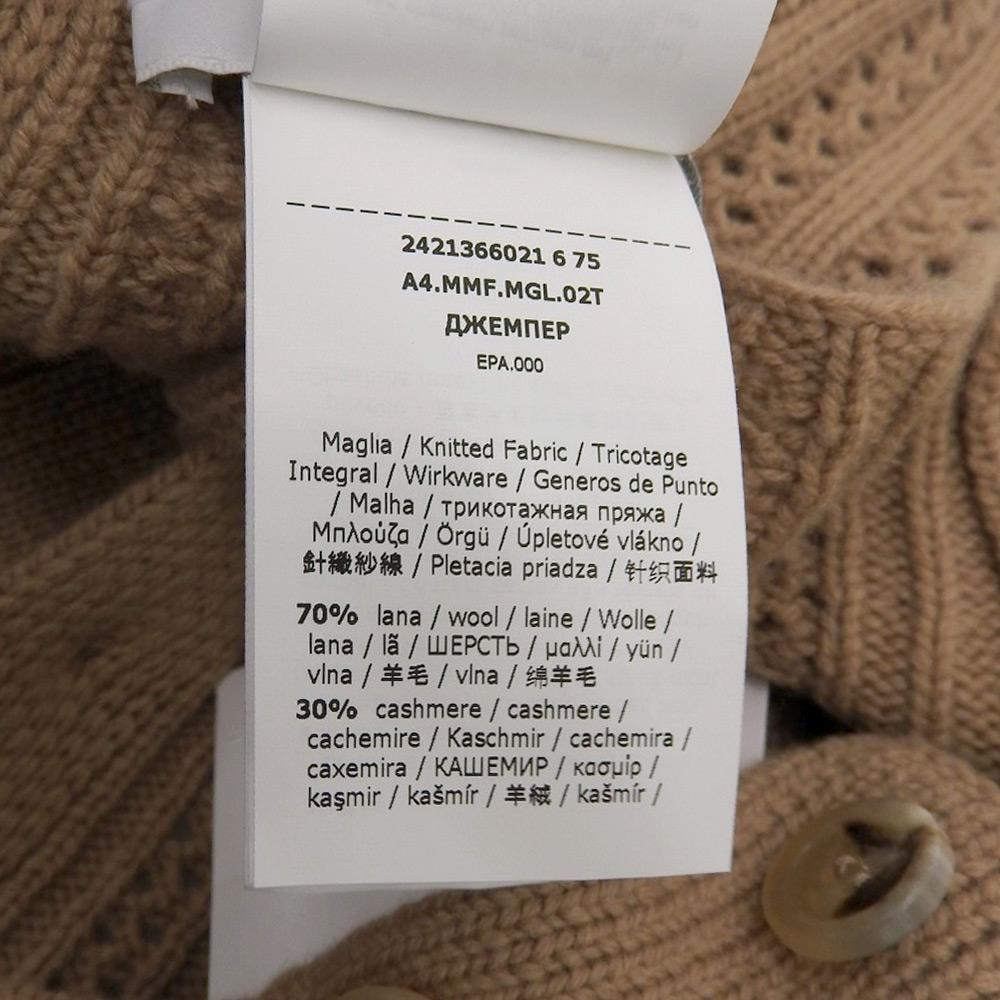 2421366021 6 75
A4.MMF.MGL.02T
ДЖЕМПЕР
EPA.000
Maglia / Knitted Fabric / Tricotage
Integral / Wirkware / Generos de Punto
/ Malha / трикотажная пряжа /
Μπλούζα / Örgü / Úpletové vlákno /
針織紗線 / Pletacia priadza / 针织面料
70% lana / wool / laine / Wolle /
lana / lã / ШЕРСТЬ / μαλλί / yün /
vlna / 羊毛 / vlna / 绵羊毛
30% cashmere / cashmere /
cachemire / Kaschmir / cachemira /
caxemira / КАШЕМИР / κασμίρ /
kaşmir / kašmír / 羊絨 / kašmír /